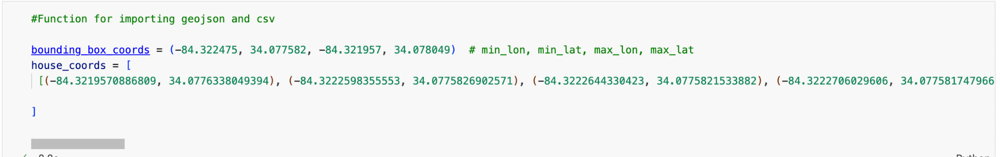 #Function for importing geojson and csv
bounding_box_coords = (-84.322475, 34.077582, -84.321957, 34.078049)  # min_lon, min_lat, max_lon, max_lat
house_coords = [
[(-84.3219570886809, 34.0776338049394), (-84.3222598355553, 34.0775826902571), (-84.3222644330423, 34.0775821533882), (-84.3222706029606, 34.077581747966
]